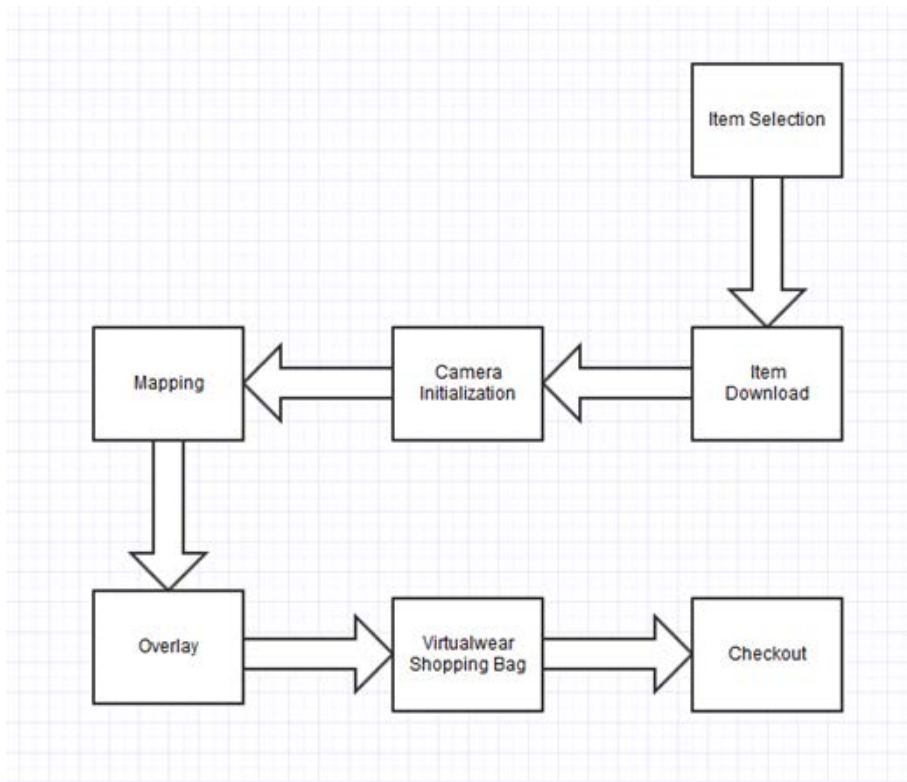 Item Selection
Item
Download
Camera
Initialization
Mapping
Overlay
Virtualwear
Shopping Bag
Checkout